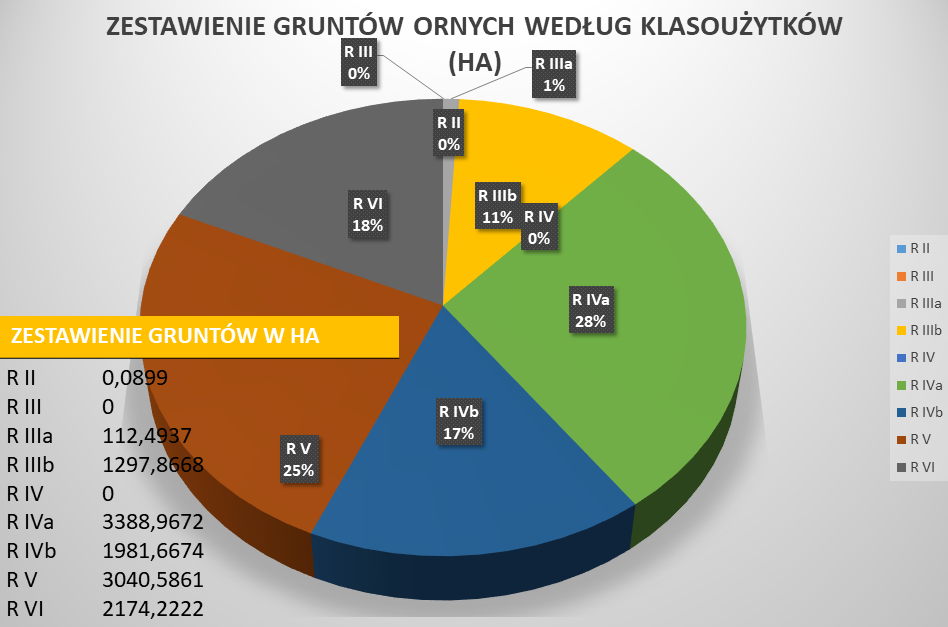 ZESTAWIENIE GRUNTÓW ORNYCH WEDŁUG KLASOUŻYTKÓW
(HA)
R III
0%
R IIIa
1%
R II
0%
R IIIb
11%
R IV
0%
R VI
18%
R IVa
28%
R IVb
17%
R V
25%
R II
R III
R IIIa
R IIIb
R IV
R IVa
R IVb
R V
R VI
ZESTAWIENIE GRUNTÓW W HA
R II 0,0899
R III 0
R IIIa 112,4937
R IIIb 1297,8668
R IV 0
R IVa 3388,9672
R IVb 1981,6674
R V 3040,5861
R VI 2174,2222